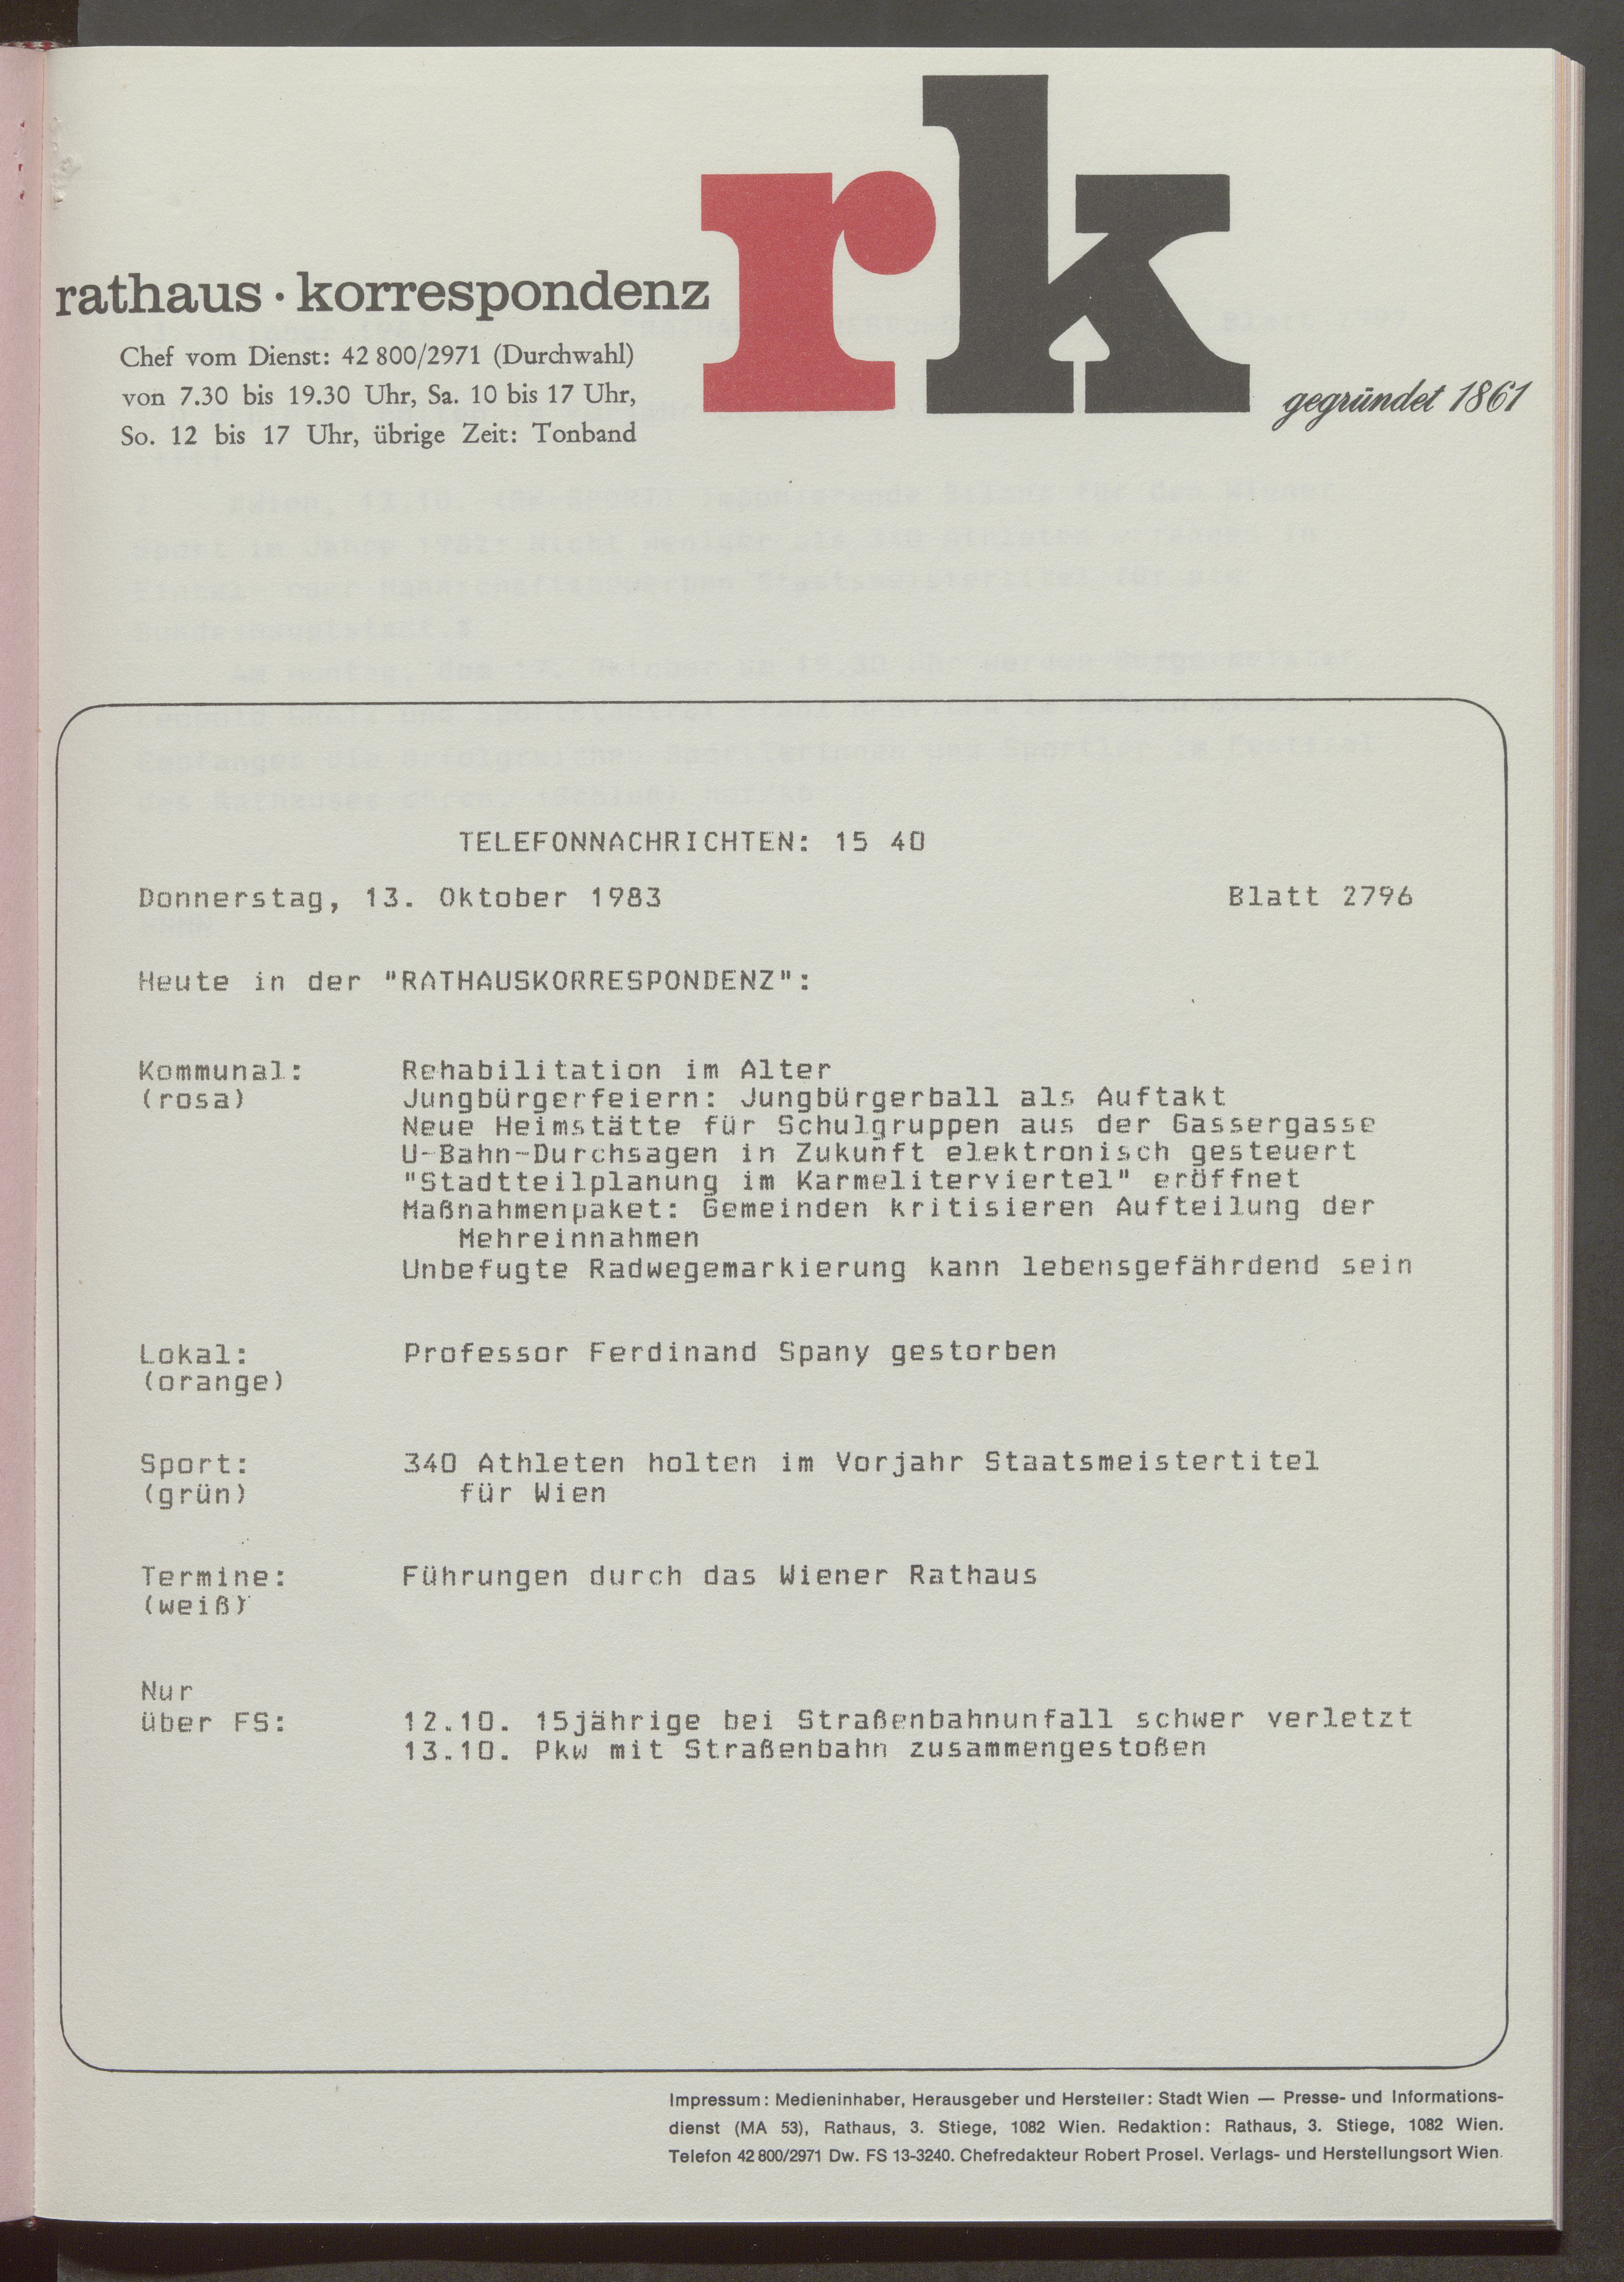 rk
rathaus · korrespondenz
Chef vom Dienst: 42 800/2971 (Durchwahl)
von 7.30 bis 19.30 Uhr, Sa. 10 bis 17 Uhr,
So. 12 bis 17 Uhr, übrige Zeit: Tonband
gegründet 1861
TELEFONNACHRICHTEN: 15 40
Donnerstag, 13. Oktober 1983 Blatt 2796
Heute in der "RATHAUSKORRESPONDENZ":
Kommunal: Rehabilitation im Alter
(rosa) Jungbürgerfeiern: Jungbürgerball als Auftakt
Neue Heimstätte für Schulgruppen aus der Gassergasse
U-Bahn-Durchsagen in Zukunft elektronisch gesteuert
"Stadtteilplanung im Karmeliterviertel" eröffnet
Maßnahmenpaket: Gemeinden kritisieren Aufteilung der
Mehreinnahmen
Unbefugte Radwegemarkierung kann lebensgefährdend sein
Lokal: Professor Ferdinand Spany gestorben
(orange)
Sport: 340 Athleten holten im Vorjahr Staatsmeistertitel
(grün) für Wien
Termine: Führungen durch das Wiener Rathaus
(weiß)
Nur
über FS: 12.10. 15jährige bei Straßenbahnunfall schwer verletzt
13.10. Pkw mit Straßenbahn zusammengestoßen
Impressum: Medieninhaber, Herausgeber und Hersteller: Stadt Wien — Presse- und Informations-
dienst (MA 53), Rathaus, 3. Stiege, 1082 Wien. Redaktion: Rathaus, 3. Stiege, 1082 Wien.
Telefon 42 800/2971 Dw. FS 13-3240. Chefredakteur Robert Prosel. Verlags- und Herstellungsort Wien.